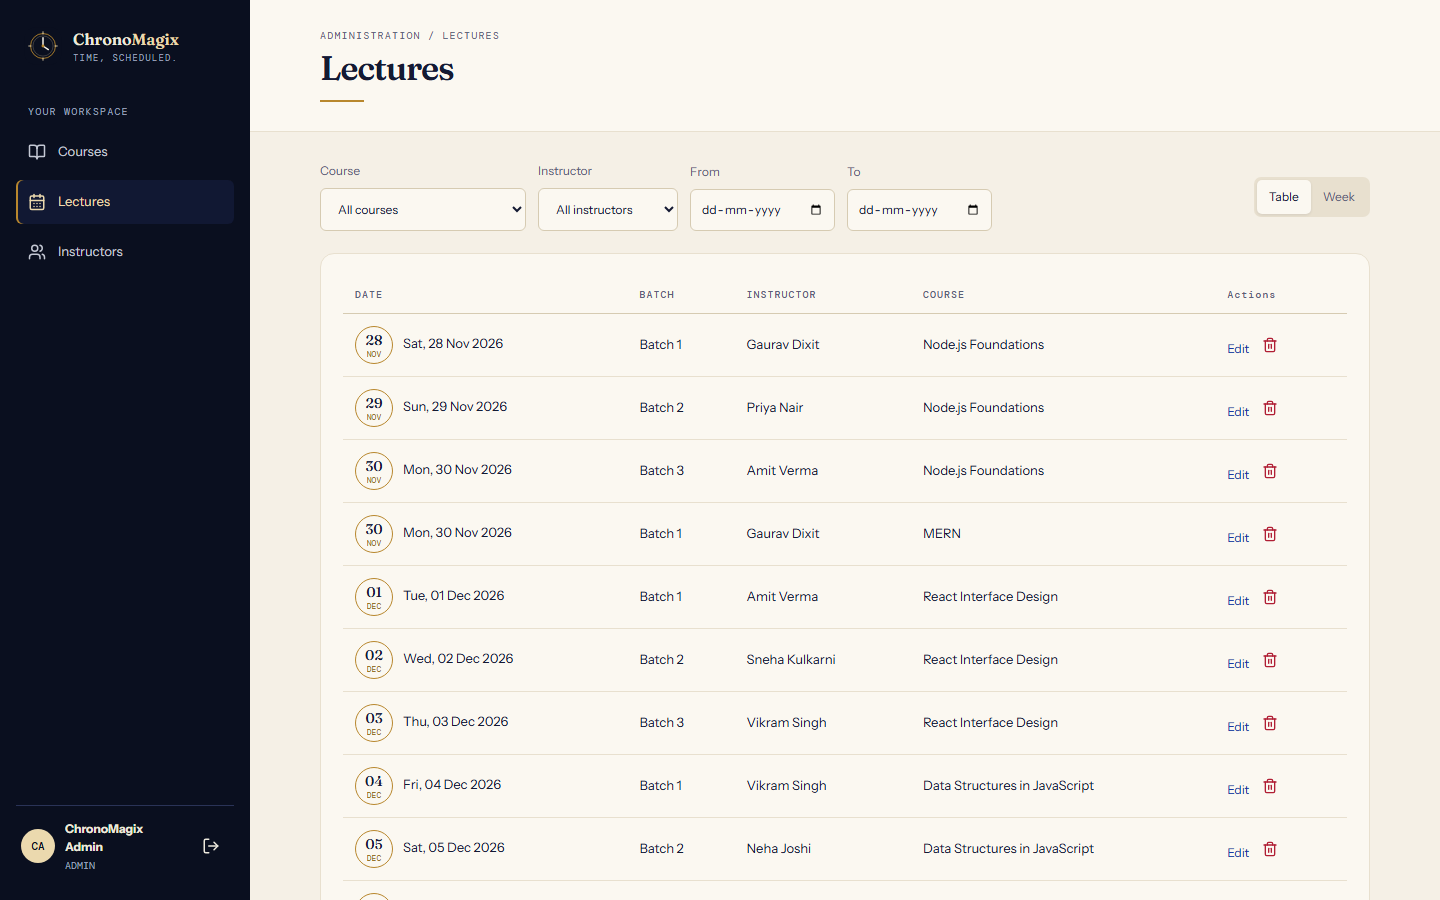 ChronoMagix
TIME, SCHEDULED.
YOUR WORKSPACE
Courses
Lectures
Instructors
CA
ChronoMagix
Admin
ADMIN
ADMINISTRATION / LECTURES
Lectures
Course Instructor From To
All courses All instructors dd-mm-yyyy dd-mm-yyyy Table Week
DATE BATCH INSTRUCTOR COURSE Actions
28 NOV Sat, 28 Nov 2026 Batch 1 Gaurav Dixit Node.js Foundations Edit
29 NOV Sun, 29 Nov 2026 Batch 2 Priya Nair Node.js Foundations Edit
30 NOV Mon, 30 Nov 2026 Batch 3 Amit Verma Node.js Foundations Edit
30 NOV Mon, 30 Nov 2026 Batch 1 Gaurav Dixit MERN Edit
01 DEC Tue, 01 Dec 2026 Batch 1 Amit Verma React Interface Design Edit
02 DEC Wed, 02 Dec 2026 Batch 2 Sneha Kulkarni React Interface Design Edit
03 DEC Thu, 03 Dec 2026 Batch 3 Vikram Singh React Interface Design Edit
04 DEC Fri, 04 Dec 2026 Batch 1 Vikram Singh Data Structures in JavaScript Edit
05 DEC Sat, 05 Dec 2026 Batch 2 Neha Joshi Data Structures in JavaScript Edit